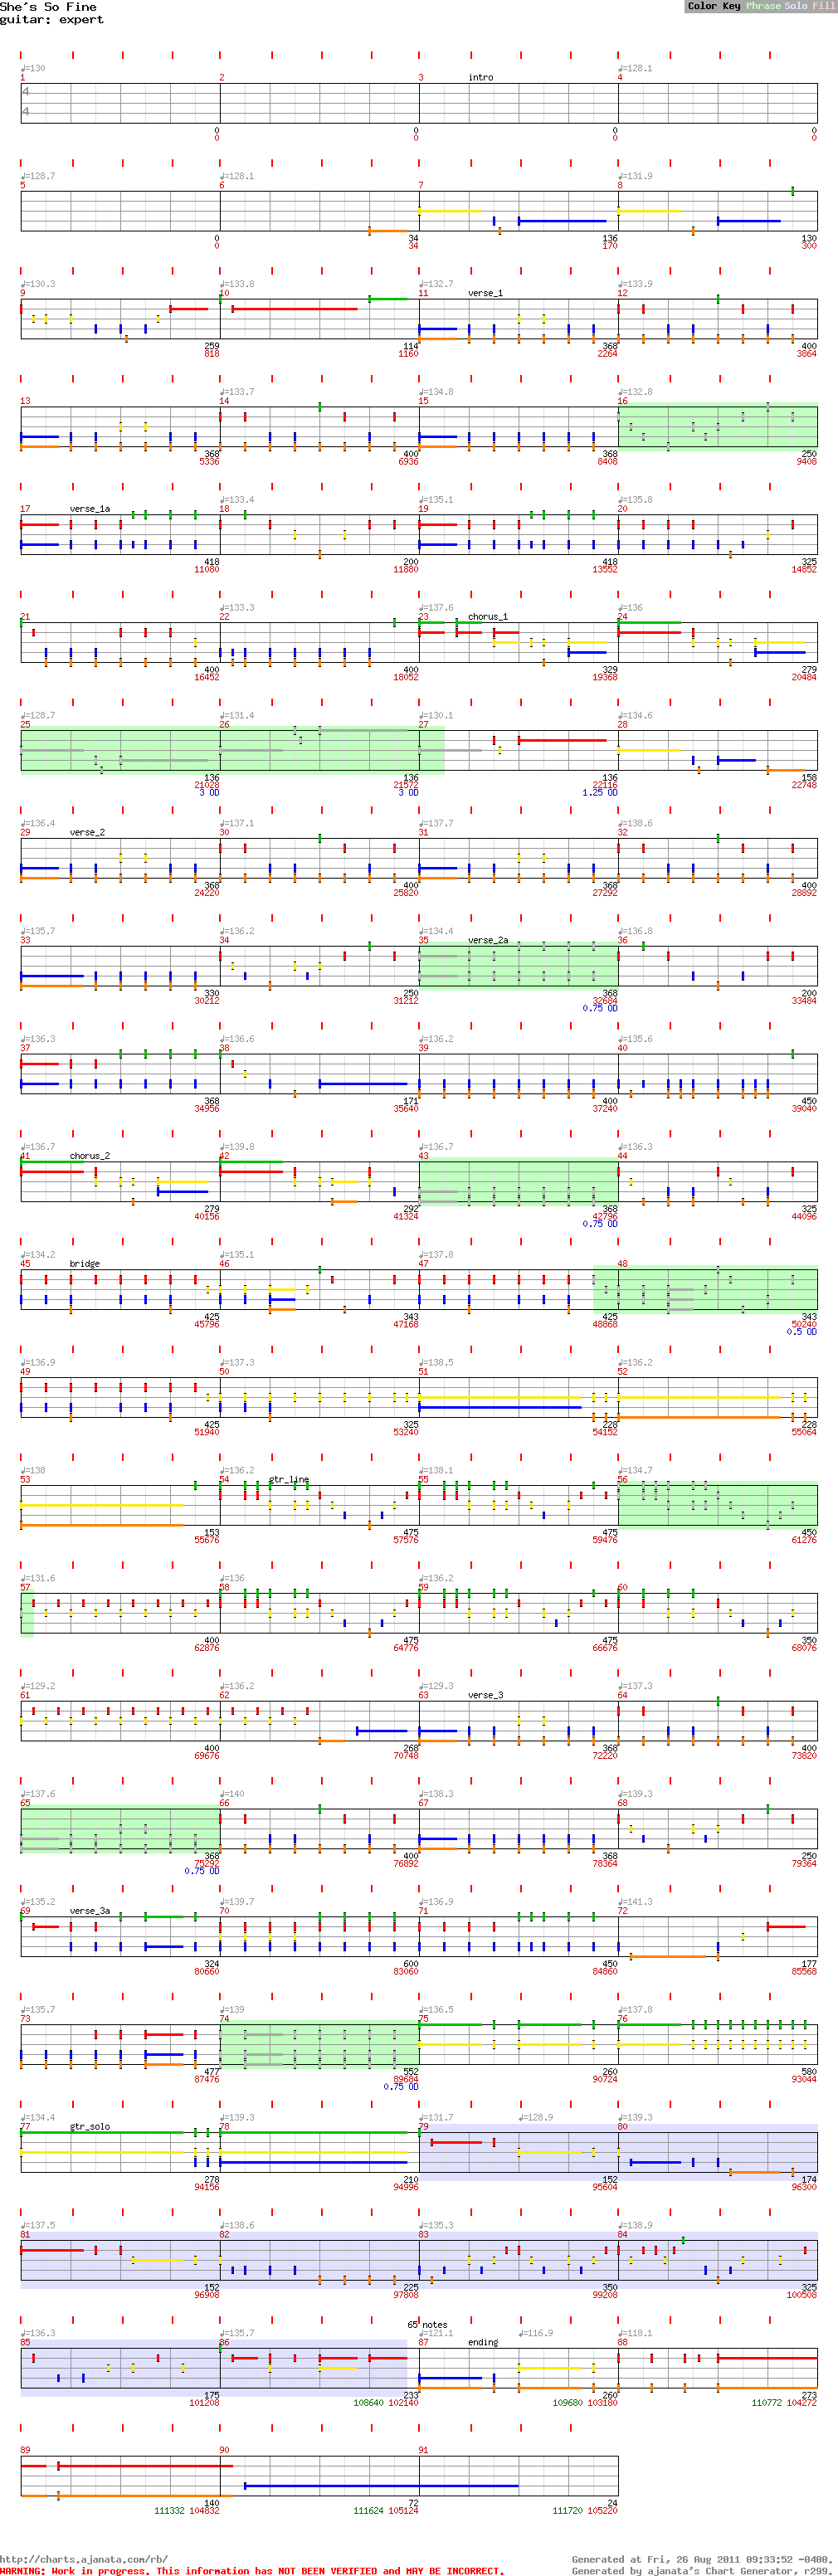 She's So Fine
guitar: expert
Color Key Phrase Solo Fill
♩=130 ♩=128.1
1 2 3 intro 4
4
4
0 0 0 0
0 0 0 0
♩=128.7 ♩=128.1 ♩=131.9
5 6 7 8
0 34 136 130
0 34 170 300
♩=130.3 ♩=133.8 ♩=132.7 ♩=133.9
9 10 11 verse_1 12
259 114 368 400
818 1160 2264 3864
♩=133.7 ♩=134.8 ♩=132.8
13 14 15 16
368 400 368 250
5336 6936 8408 9408
♩=133.4 ♩=135.1 ♩=135.8
17 verse_1a 18 19 20
418 200 418 325
11080 11880 13552 14852
♩=133.3 ♩=137.6 ♩=136
21 22 23 chorus_1 24
400 400 329 279
16452 18052 19368 20484
♩=128.7 ♩=131.4 ♩=130.1 ♩=134.6
25 26 27 28
136 136 136 158
21028 21572 22116 22748
3 OD 3 OD 1.25 OD
♩=136.4 ♩=137.1 ♩=137.7 ♩=138.6
29 verse_2 30 31 32
368 400 368 400
24220 25820 27292 28892
♩=135.7 ♩=136.2 ♩=134.4 ♩=136.8
33 34 35 verse_2a 36
330 250 368 200
30212 31212 32684 33484
0.75 OD
♩=136.3 ♩=136.6 ♩=136.2 ♩=135.6
37 38 39 40
368 171 400 450
34956 35640 37240 39040
♩=136.7 ♩=139.8 ♩=136.7 ♩=136.3
41 chorus_2 42 43 44
279 292 368 325
40156 41324 42796 44096
0.75 OD
♩=134.2 ♩=135.1 ♩=137.8
45 bridge 46 47 48
425 343 425 343
45796 47168 48868 50240
0.5 OD
♩=136.9 ♩=137.3 ♩=138.5 ♩=136.2
49 50 51 52
425 325 228 228
51940 53240 54152 55064
♩=138 ♩=136.2 ♩=138.1 ♩=134.7
53 54 gtr_line 55 56
153 475 475 450
55676 57576 59476 61276
♩=131.6 ♩=136 ♩=136.2
57 58 59 60
400 475 475 350
62876 64776 66676 68076
♩=129.2 ♩=136.2 ♩=129.3 ♩=137.3
61 62 63 verse_3 64
400 268 368 400
69676 70748 72220 73820
♩=137.6 ♩=140 ♩=138.3 ♩=139.3
65 66 67 68
368 400 368 250
75292 76892 78364 79364
0.75 OD
♩=135.2 ♩=139.7 ♩=136.9 ♩=141.3
69 verse_3a 70 71 72
324 600 450 177
80660 83060 84860 85568
♩=135.7 ♩=139 ♩=136.5 ♩=137.8
73 74 75 76
477 552 260 580
87476 89684 90724 93044
0.75 OD
♩=134.4 ♩=139.3 ♩=131.7 ♩=128.9 ♩=139.3
77 gtr_solo 78 79 80
278 210 152 174
94156 94996 95604 96300
♩=137.5 ♩=138.6 ♩=135.3 ♩=138.9
81 82 83 84
152 225 350 325
96908 97808 99208 100508
65 notes
♩=136.3 ♩=135.7 ♩=121.1 ♩=116.9 ♩=118.1
85 86 87 ending 88
175 233 260 273
101208 108640 102140 109680 103180 110772 104272
89 90 91
140 72 24
111332 104832 111624 105124 111720 105220
http://charts.ajanata.com/rb/
Generated at Fri, 26 Aug 2011 09:33:52 -0400.
WARNING: Work in progress. This information has NOT BEEN VERIFIED and MAY BE INCORRECT.
Generated by ajanata's Chart Generator, r299.